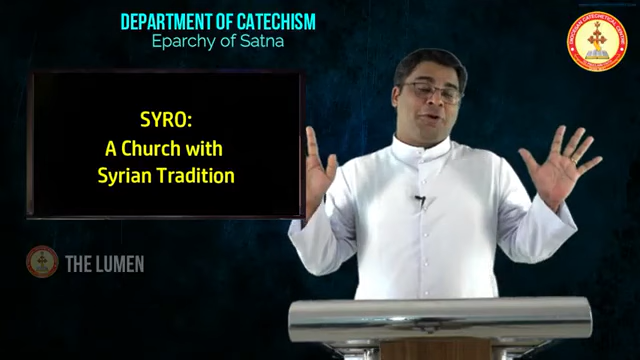 DEPARTMENT OF CATECHISM
Eparchy of Satna
SYRO:
A Church with
Syrian Tradition
THE LUMEN